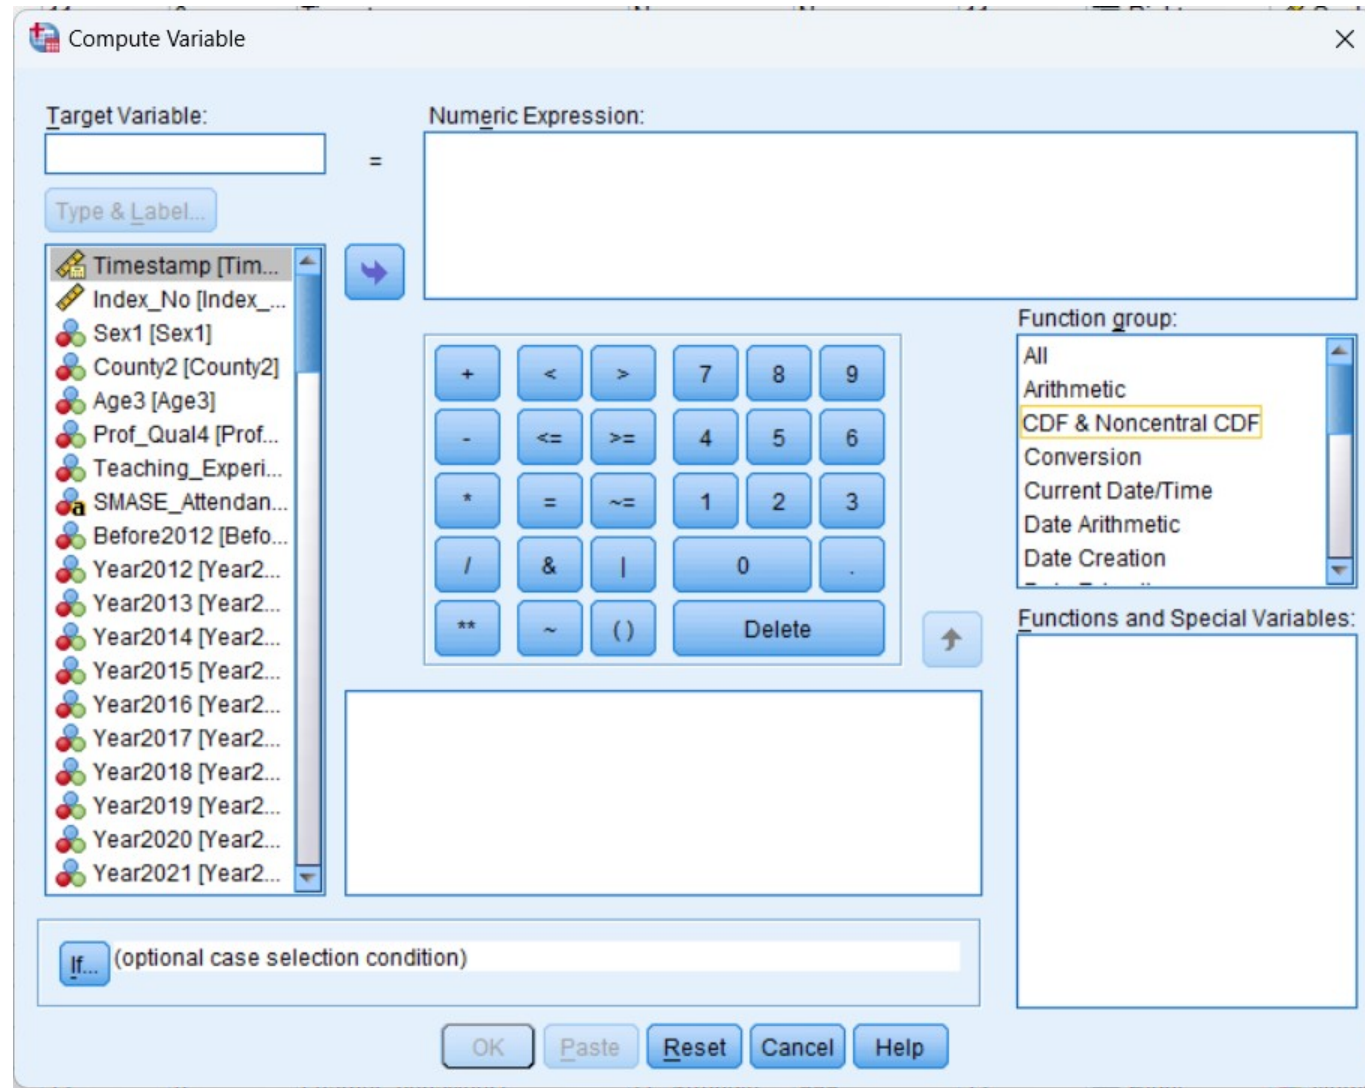 Compute Variable
Target Variable:
Numeric Expression:
=
Type & Label...
Timestamp [Tim...
Index_No [Index_...
Sex1 [Sex1]
County2 [County2]
Age3 [Age3]
Prof_Qual4 [Prof...
Teaching_Experi...
SMASE_Attendan...
Before2012 [Befo...
Year2012 [Year2...
Year2013 [Year2...
Year2014 [Year2...
Year2015 [Year2...
Year2016 [Year2...
Year2017 [Year2...
Year2018 [Year2...
Year2019 [Year2...
Year2020 [Year2...
Year2021 [Year2...
+ < > 7 8 9
- <= >= 4 5 6
* = ~= 1 2 3
/ & | 0 .
** ~ ( ) Delete
Function group:
All
Arithmetic
CDF & Noncentral CDF
Conversion
Current Date/Time
Date Arithmetic
Date Creation
Functions and Special Variables:
If... (optional case selection condition)
OK Paste Reset Cancel Help